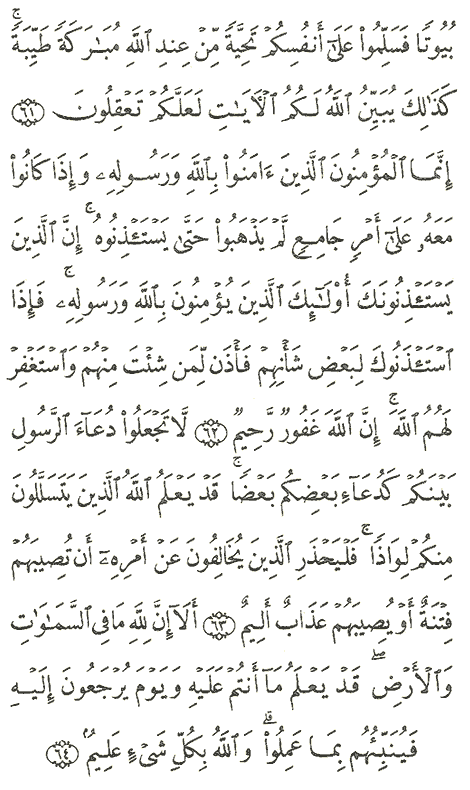 بُيُوتًا فَسَلِّمُوا۟ عَلَىٰٓ أَنفُسِكُمْ تَحِيَّةً مِّنْ عِندِ ٱللَّهِ مُبَٰرَكَةً طَيِّبَةً ۚ
كَذَٰلِكَ يُبَيِّنُ ٱللَّهُ لَكُمُ ٱلْءَايَٰتِ لَعَلَّكُمْ تَعْقِلُونَ ٦١
إِنَّمَا ٱلْمُؤْمِنُونَ ٱلَّذِينَ ءَامَنُوا۟ بِٱللَّهِ وَرَسُولِهِۦ وَإِذَا كَانُوا۟
مَعَهُۥ عَلَىٰٓ أَمْرٍ جَامِعٍ لَّمْ يَذْهَبُوا۟ حَتَّىٰ يَسْتَـْٔذِنُوهُ ۚ إِنَّ ٱلَّذِينَ
يَسْتَـْٔذِنُونَكَ أُو۟لَٰٓئِكَ ٱلَّذِينَ يُؤْمِنُونَ بِٱللَّهِ وَرَسُولِهِۦ ۚ فَإِذَا
ٱسْتَـْٔذَنُوكَ لِبَعْضِ شَأْنِهِمْ فَأْذَن لِّمَن شِئْتَ مِنْهُمْ وَٱسْتَغْفِرْ
لَهُمُ ٱللَّهَ ۚ إِنَّ ٱللَّهَ غَفُورٌ رَّحِيمٌ ٦٢ لَّا تَجْعَلُوا۟ دُعَآءَ ٱلرَّسُولِ
بَيْنَكُمْ كَدُعَآءِ بَعْضِكُم بَعْضًا ۚ قَدْ يَعْلَمُ ٱللَّهُ ٱلَّذِينَ يَتَسَلَّلُونَ
مِنكُمْ لِوَاذًا ۚ فَلْيَحْذَرِ ٱلَّذِينَ يُخَالِفُونَ عَنْ أَمْرِهِۦٓ أَن تُصِيبَهُمْ
فِتْنَةٌ أَوْ يُصِيبَهُمْ عَذَابٌ أَلِيمٌ ٦٣ أَلَآ إِنَّ لِلَّهِ مَا فِى ٱلسَّمَٰوَٰتِ
وَٱلْأَرْضِ ۖ قَدْ يَعْلَمُ مَآ أَنتُمْ عَلَيْهِ وَيَوْمَ يُرْجَعُونَ إِلَيْهِ
فَيُنَبِّئُهُم بِمَا عَمِلُوا۟ ۗ وَٱللَّهُ بِكُلِّ شَىْءٍ عَلِيمٌۢ ٦٤